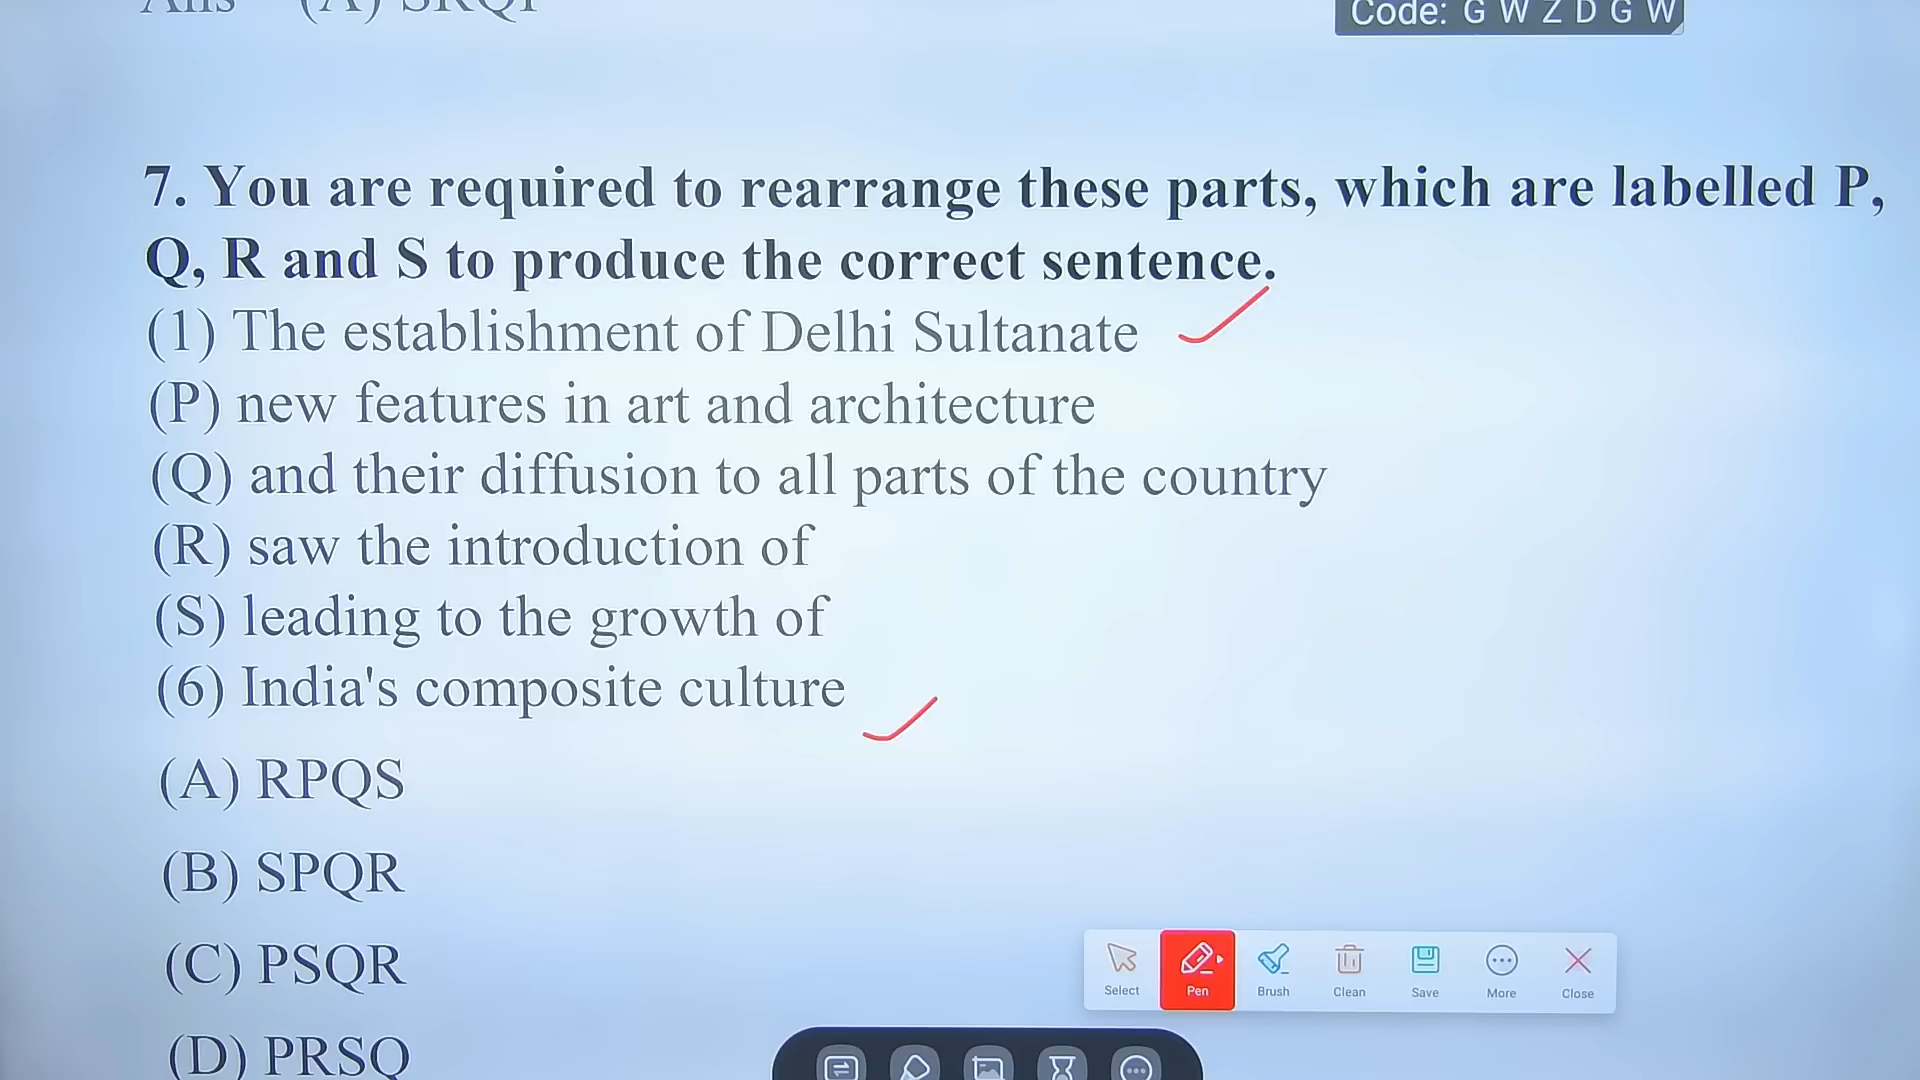 Ans (A) SRQP
Code: G W Z D G W
7. You are required to rearrange these parts, which are labelled P,
Q, R and S to produce the correct sentence.
(1) The establishment of Delhi Sultanate
(P) new features in art and architecture
(Q) and their diffusion to all parts of the country
(R) saw the introduction of
(S) leading to the growth of
(6) India's composite culture
(A) RPQS
(B) SPQR
(C) PSQR
(D) PRSQ
Select Pen Brush Clean Save More Close